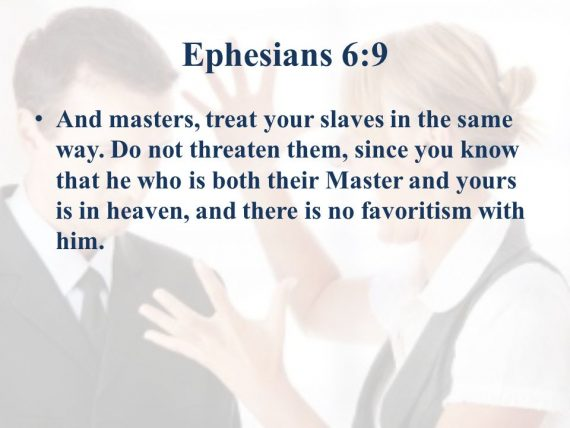 Ephesians 6:9
• And masters, treat your slaves in the same
way. Do not threaten them, since you know
that he who is both their Master and yours
is in heaven, and there is no favoritism with
him.